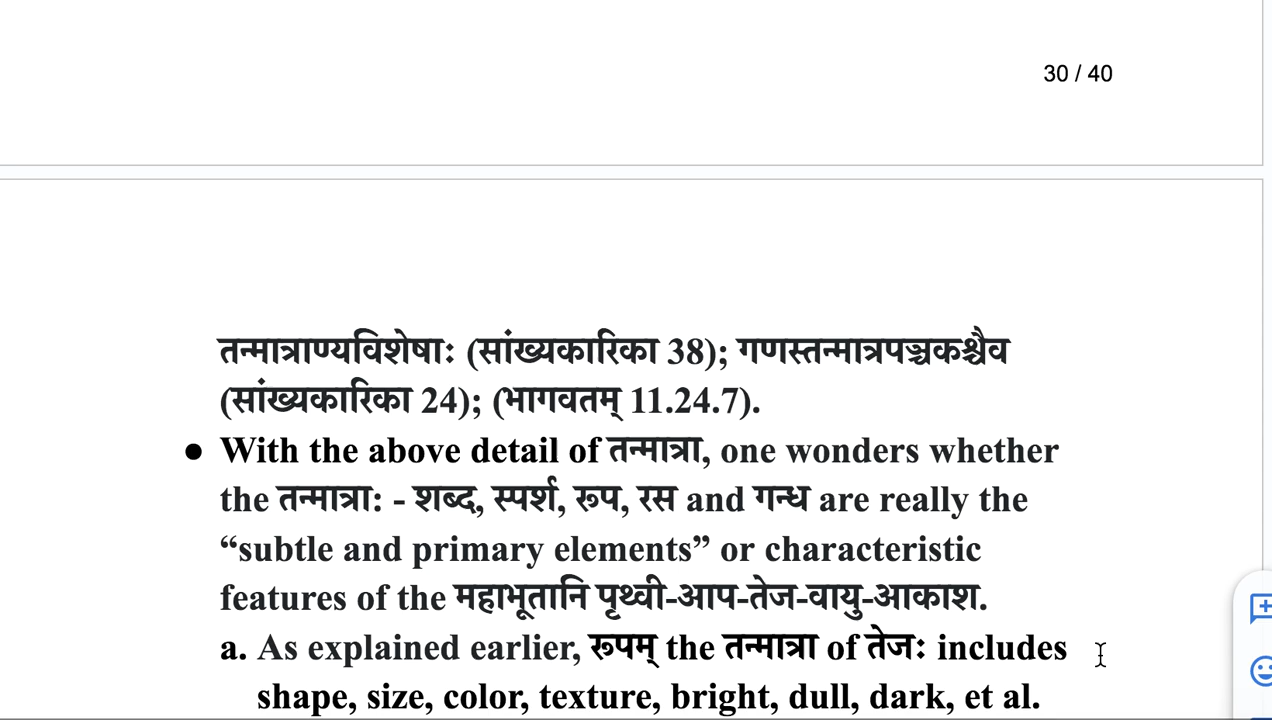 30 / 40
तन्मात्राण्यविशेषाः (सांख्यकारिका 38); गणस्तन्मात्रपञ्चकश्चैव
(सांख्यकारिका 24); (भागवतम् 11.24.7).
● With the above detail of तन्मात्रा, one wonders whether
the तन्मात्रा: - शब्द, स्पर्श, रूप, रस and गन्ध are really the
“subtle and primary elements” or characteristic
features of the महाभूतानि पृथ्वी-आप-तेज-वायु-आकाश.
a. As explained earlier, रूपम् the तन्मात्रा of तेजः includes
shape, size, color, texture, bright, dull, dark, et al.